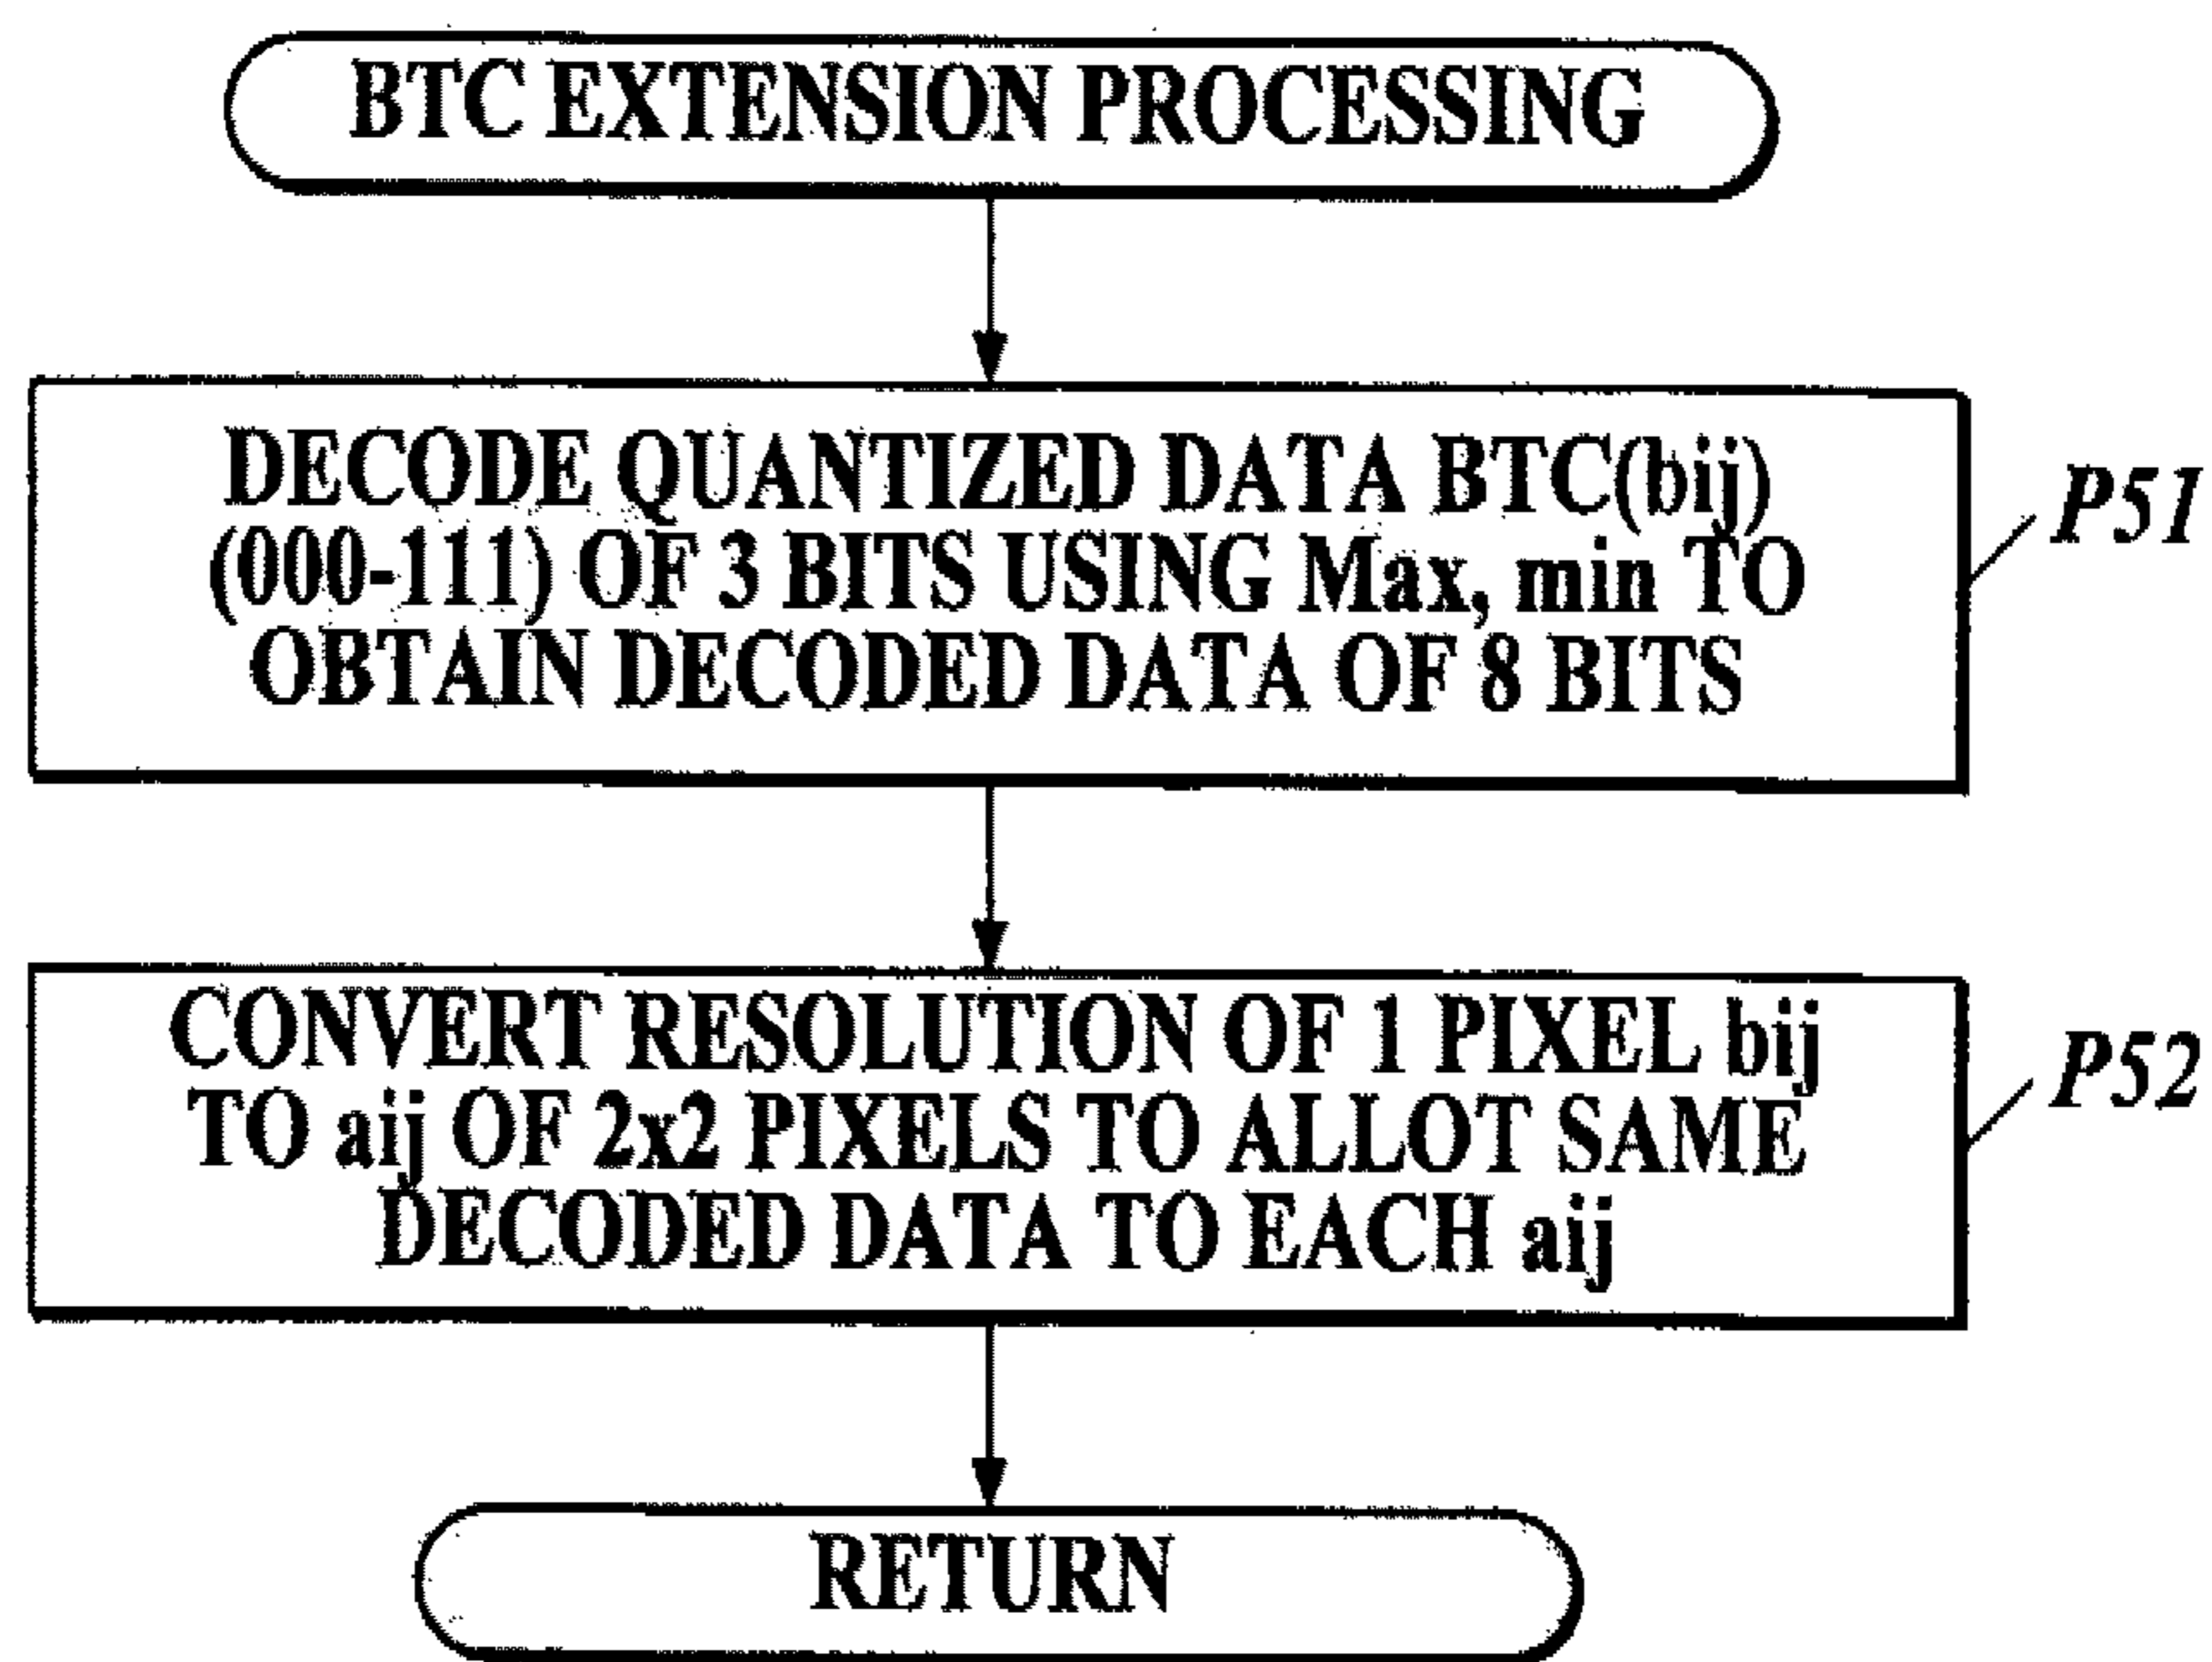 BTC EXTENSION PROCESSING
DECODE QUANTIZED DATA BTC(bij)
(000-111) OF 3 BITS USING Max, min TO
OBTAIN DECODED DATA OF 8 BITS
P51
CONVERT RESOLUTION OF 1 PIXEL bij
TO aij OF 2x2 PIXELS TO ALLOT SAME
DECODED DATA TO EACH aij
P52
RETURN